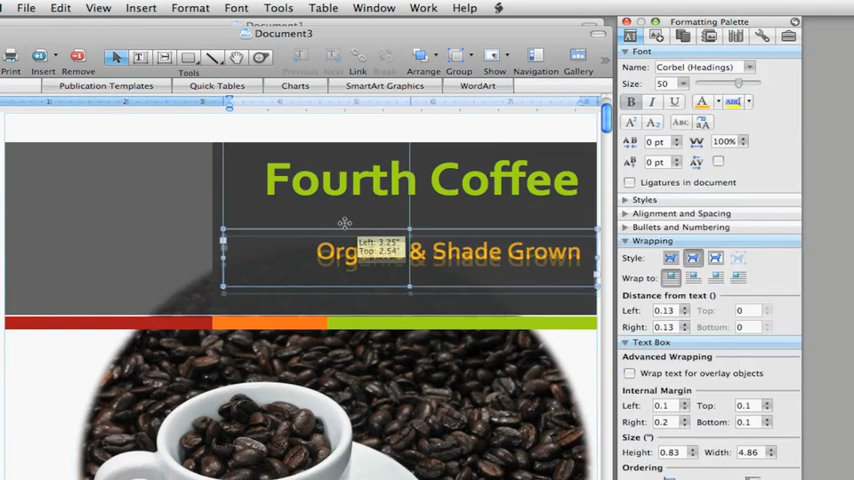 File Edit View Insert Format Font Tools Table Window Work Help
Document3
Formatting Palette
Print Insert Remove Tools Previous Next Link Break Arrange Group Show Navigation Gallery
Publication Templates Quick Tables Charts SmartArt Graphics WordArt
Fourth Coffee
Left: 3.25"
Top: 2.54"
& Shade Grown
Font
Name: Corbel (Headings)
Size: 50
B I U A
A² A₂ ABC
0 pt 100%
0 pt
Ligatures in document
Styles
Alignment and Spacing
Bullets and Numbering
Wrapping
Style:
Wrap to:
Distance from text ()
Left: 0.13 Top: 0
Right: 0.13 Bottom: 0
Text Box
Advanced Wrapping
Wrap text for overlay objects
Internal Margin
Left: 0.1 Top: 0.1
Right: 0.2 Bottom: 0.1
Size (")
Height: 0.83 Width: 4.86
Ordering